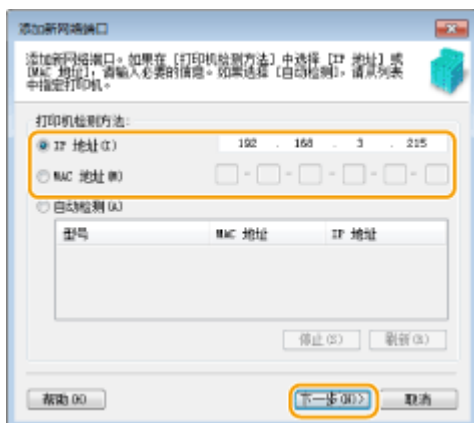 添加新网络端口
添加新网络端口。如果在 [打印机检测方法] 中选择 [IP 地址] 或
[MAC 地址]，请输入必要的信息。如果选择 [自动检测]，请从列表
中指定打印机。
打印机检测方法:
IP 地址(I) 192 . 168 . 3 . 215
MAC 地址(M) - - - - -
自动检测(A)
型号 MAC 地址 IP 地址
停止(S) 刷新(R)
帮助(H) 下一步(N)> 取消